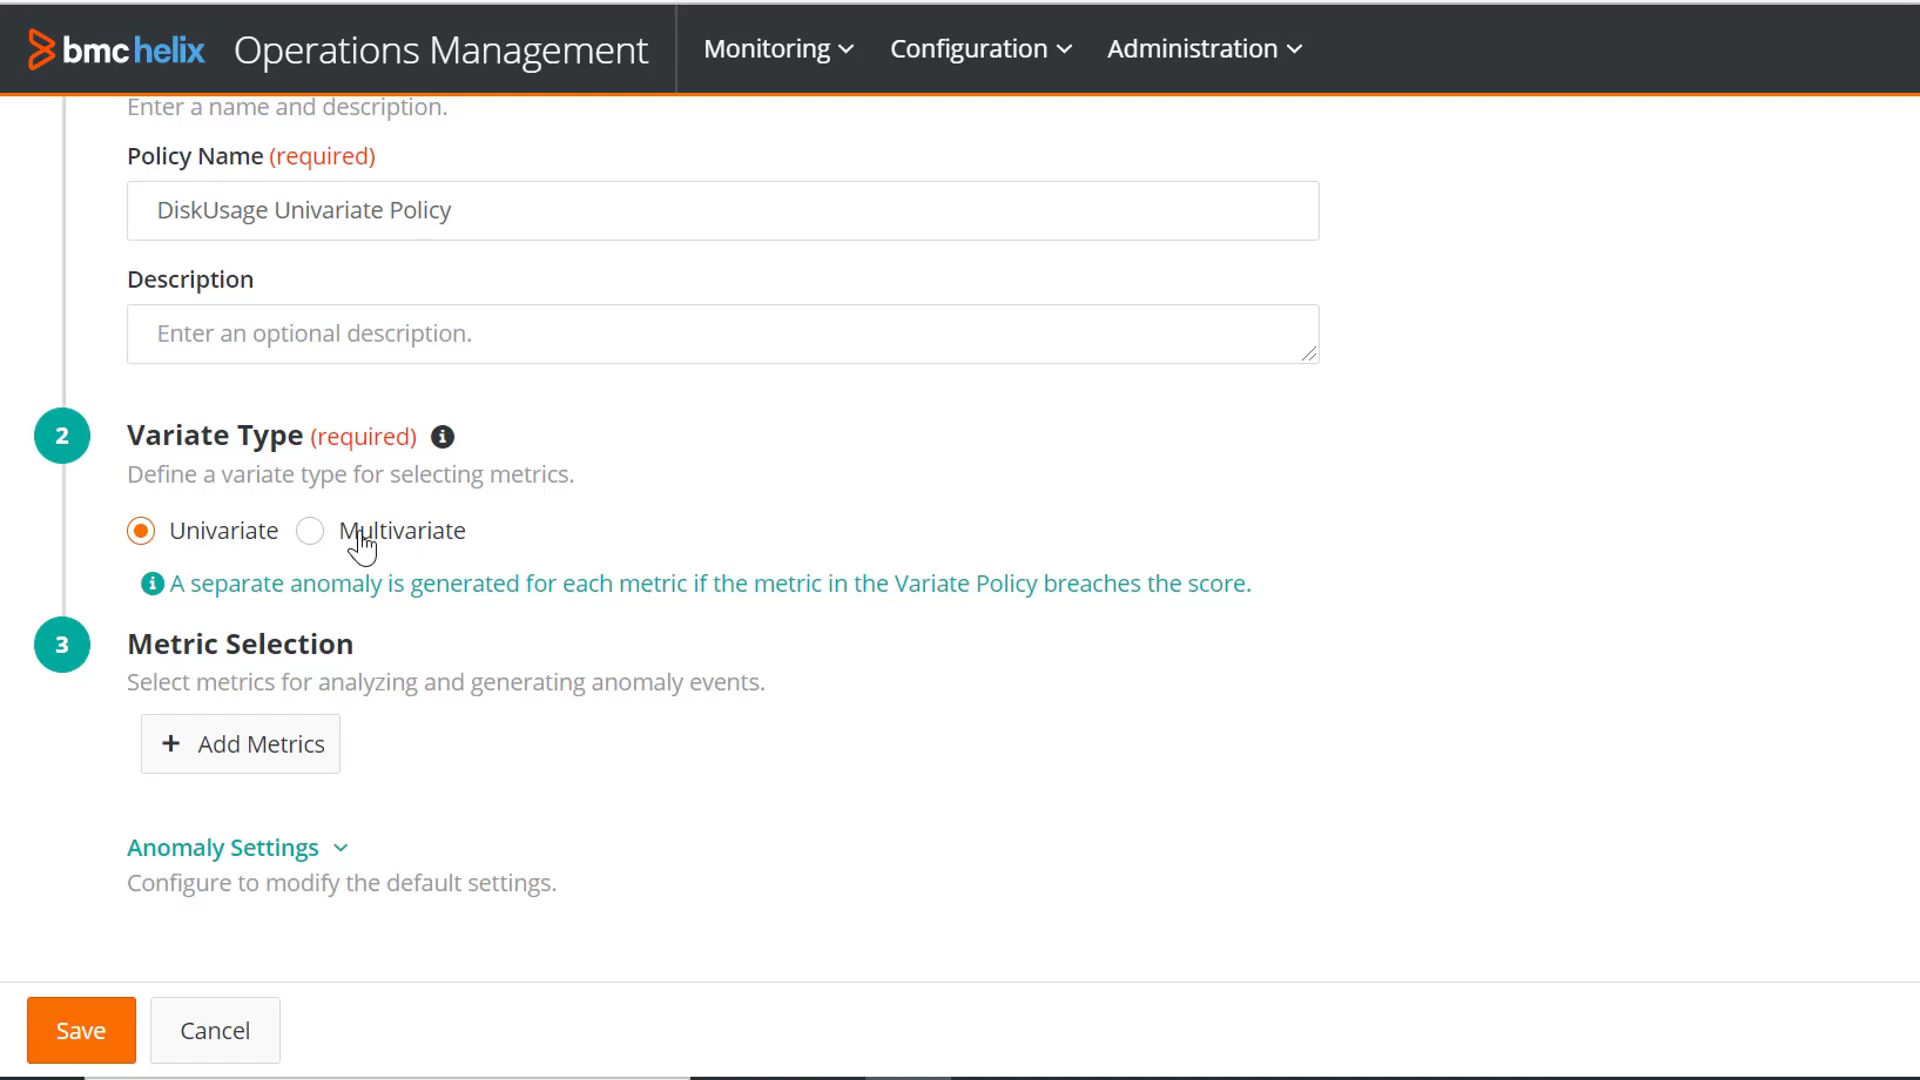 bmc helix Operations Management Monitoring Configuration Administration
Enter a name and description.
Policy Name (required)
DiskUsage Univariate Policy
Description
Enter an optional description.
2 Variate Type (required)
Define a variate type for selecting metrics.
Univariate Multivariate
A separate anomaly is generated for each metric if the metric in the Variate Policy breaches the score.
3 Metric Selection
Select metrics for analyzing and generating anomaly events.
+ Add Metrics
Anomaly Settings
Configure to modify the default settings.
Save Cancel